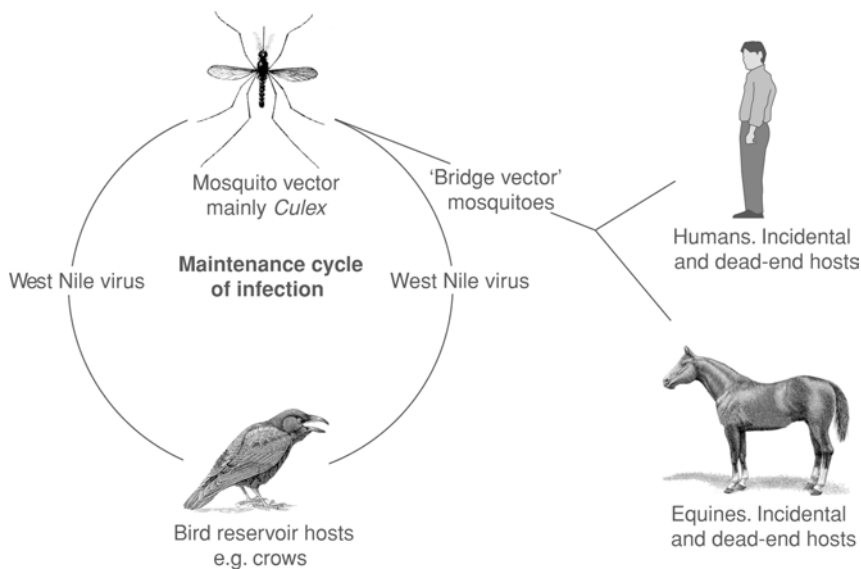 Mosquito vector
mainly Culex
'Bridge vector'
mosquitoes
Humans. Incidental
and dead-end hosts
West Nile virus
Maintenance cycle
of infection
West Nile virus
Bird reservoir hosts
e.g. crows
Equines. Incidental
and dead-end hosts